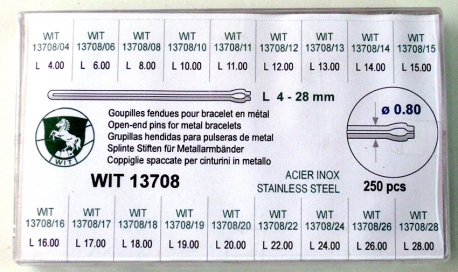 WIT WIT WIT WIT WIT WIT WIT WIT WIT
13708/04 13708/06 13708/08 13708/10 13708/11 13708/12 13708/13 13708/14 13708/15
L 4.00 L 6.00 L 8.00 L 10.00 L 11.00 L 12.00 L 13.00 L 14.00 L 15.00
L 4 - 28 mm
ø 0.80
Goupilles fendues pour bracelet en métal
Open-end pins for metal bracelets
Grupillas hendidas para pulseras de metal
Splinte Stiften für Metallarmbänder
Coppiglie spaccate per cinturini in metallo
WIT
WIT 13708
ACIER INOX
STAINLESS STEEL
250 pcs
WIT WIT WIT WIT WIT WIT WIT WIT WIT
13708/16 13708/17 13708/18 13708/19 13708/20 13708/22 13708/24 13708/26 13708/28
L 16.00 L 17.00 L 18.00 L 19.00 L 20.00 L 22.00 L 24.00 L 26.00 L 28.00